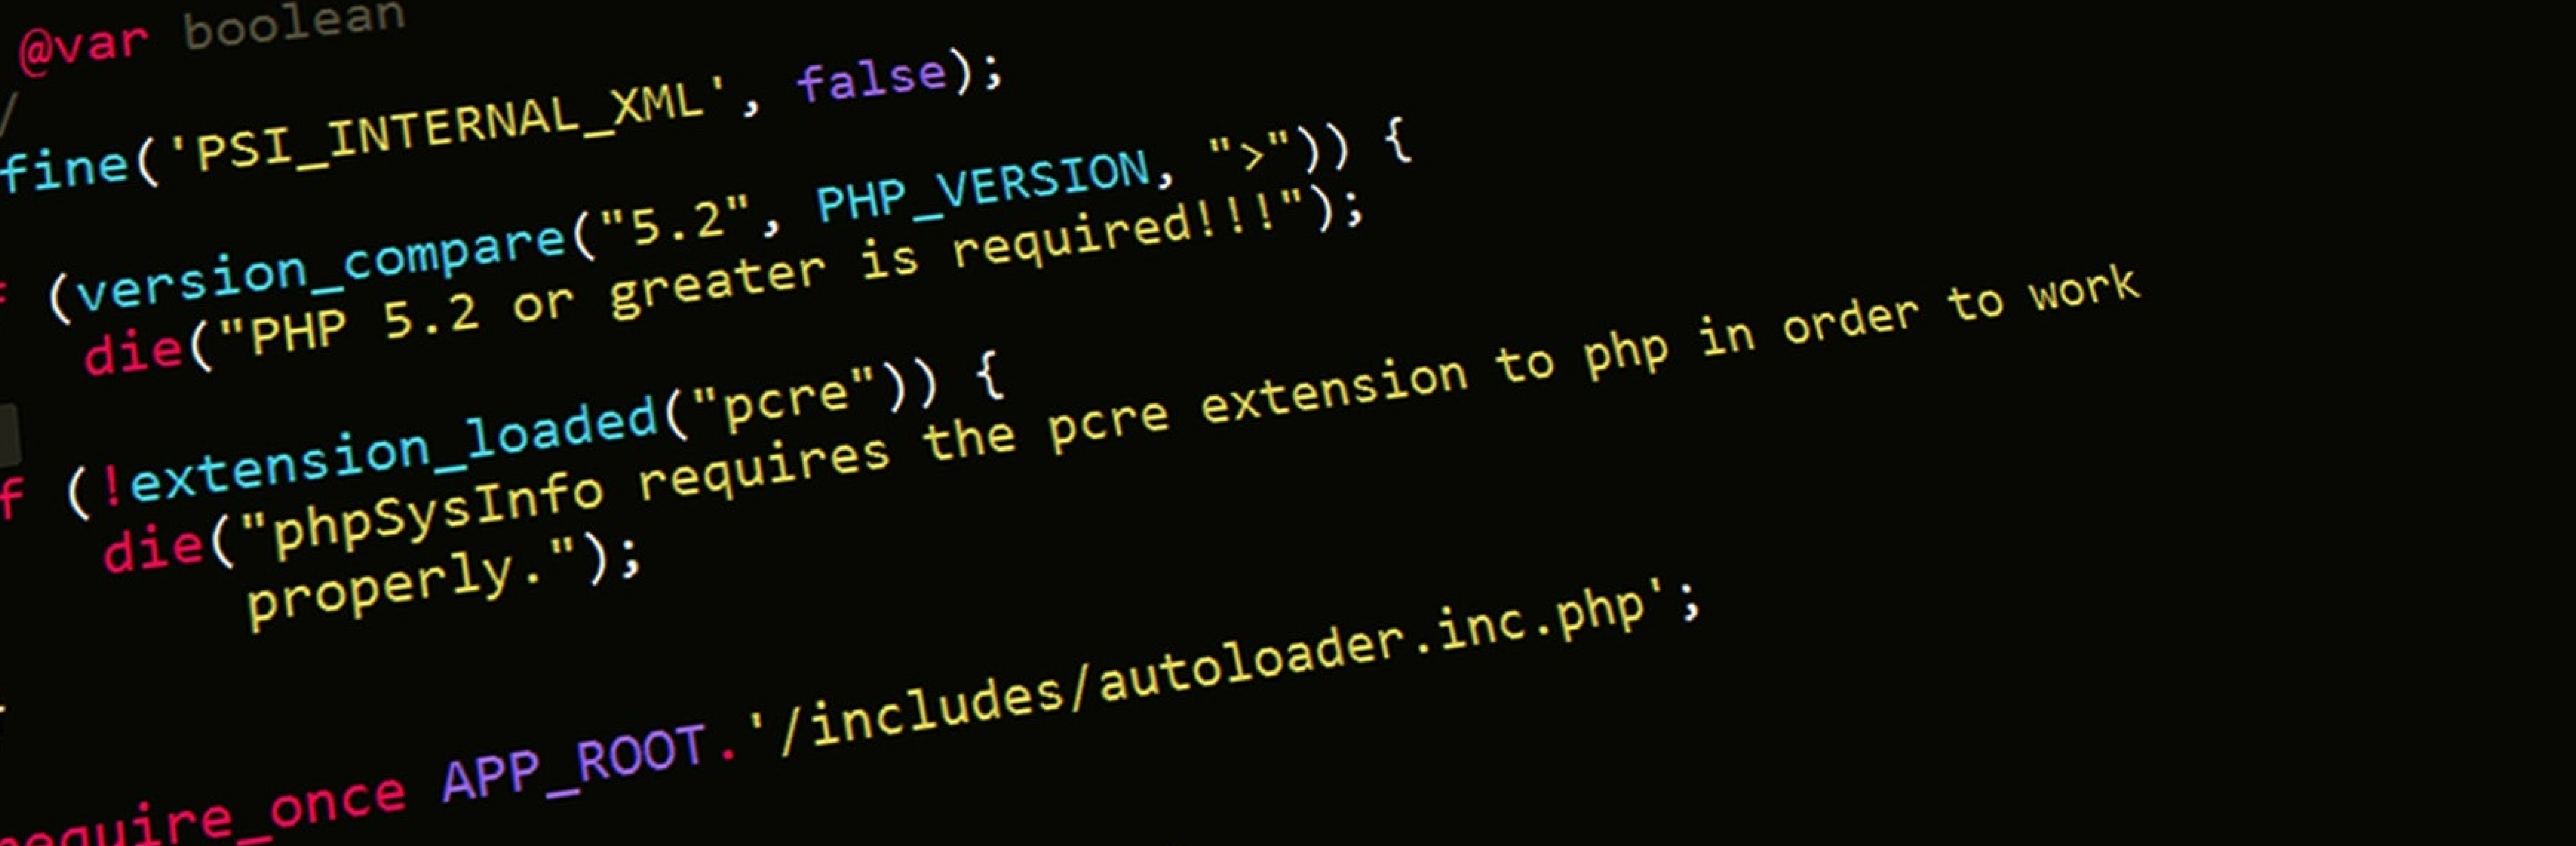 @var boolean
/
fine('PSI_INTERNAL_XML', false);
f (version_compare("5.2", PHP_VERSION, ">")) {
die("PHP 5.2 or greater is required!!!");
f (!extension_loaded("pcre")) {
die("phpSysInfo requires the pcre extension to php in order to work
properly.");
require_once APP_ROOT.'/includes/autoloader.inc.php';